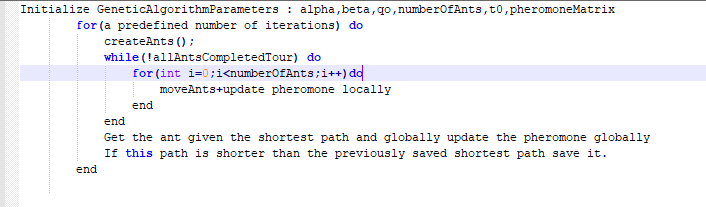 Initialize GeneticAlgorithmParameters : alpha,beta,qo,numberOfAnts,t0,pheromoneMatrix
for(a predefined number of iterations) do
createAnts();
while(!allAntsCompletedTour) do
for(int i=0;i<numberOfAnts;i++)do
moveAnts+update pheromone locally
end
end
Get the ant given the shortest path and globally update the pheromone globally
If this path is shorter than the previously saved shortest path save it.
end